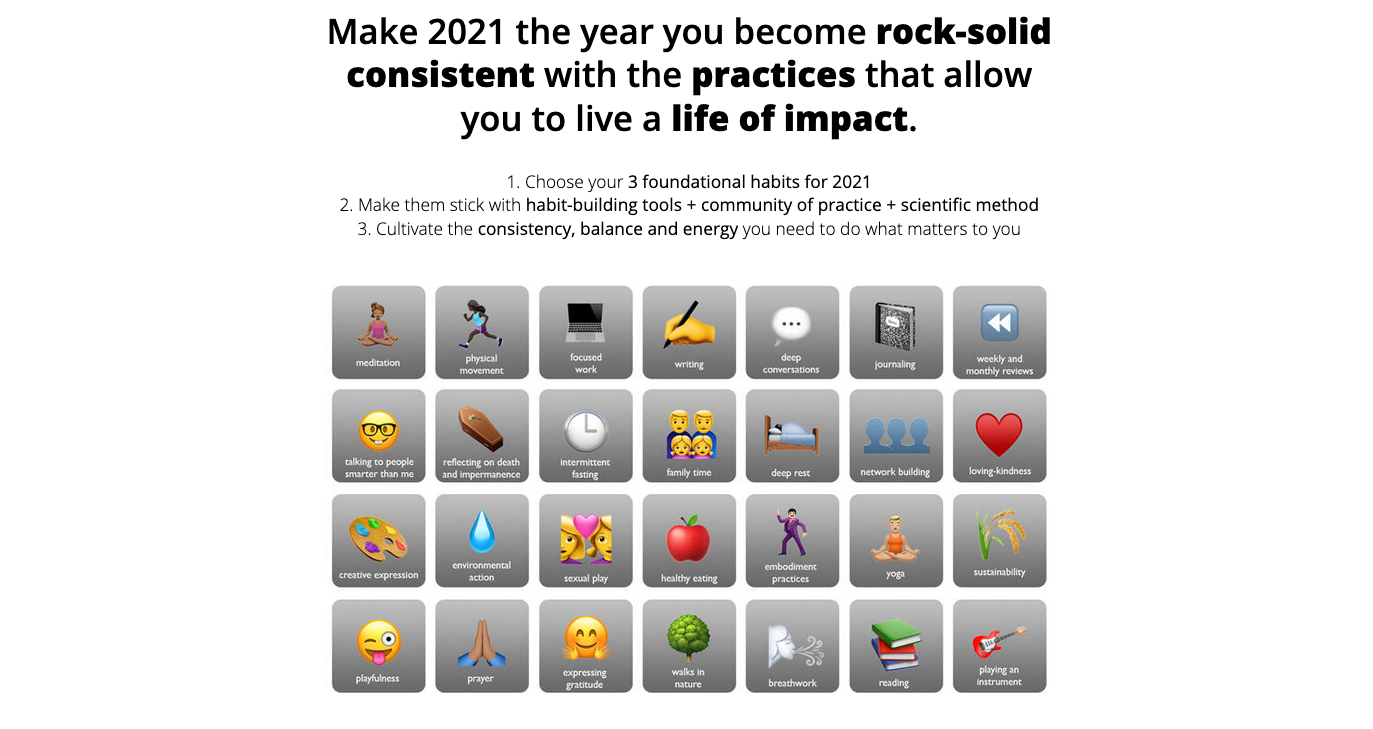 Make 2021 the year you become rock-solid
consistent with the practices that allow
you to live a life of impact.
1. Choose your 3 foundational habits for 2021
2. Make them stick with habit-building tools + community of practice + scientific method
3. Cultivate the consistency, balance and energy you need to do what matters to you
meditation
physical
movement
focused
work
writing
deep
conversations
journaling
weekly and
monthly reviews
talking to people
smarter than me
reflecting on death
and impermanence
intermittent
fasting
family time
deep rest
network building
loving-kindness
creative expression
environmental
action
sexual play
healthy eating
embodiment
practices
yoga
sustainability
playfulness
prayer
expressing
gratitude
walks in
nature
breathwork
reading
playing an
instrument